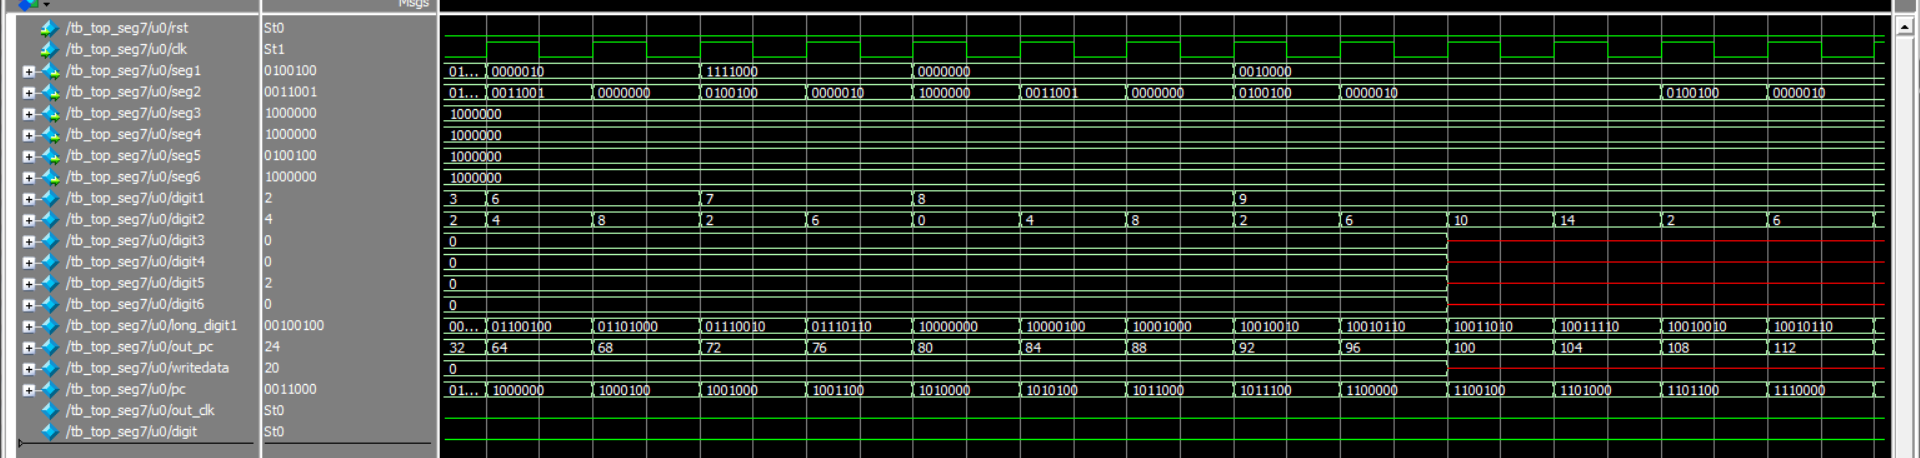 Msgs
/tb_top_seg7/u0/rst St0
/tb_top_seg7/u0/clk St1
/tb_top_seg7/u0/seg1 0100100 01... 0000010 1111000 0000000 0010000
/tb_top_seg7/u0/seg2 0011001 01... 0011001 0000000 0100100 0000010 1000000 0011001 0000000 0100100 0000010 0100100 0000010
/tb_top_seg7/u0/seg3 1000000 1000000
/tb_top_seg7/u0/seg4 1000000 1000000
/tb_top_seg7/u0/seg5 0100100 1000000
/tb_top_seg7/u0/seg6 1000000 1000000
/tb_top_seg7/u0/digit1 2 3 6 7 8 9
/tb_top_seg7/u0/digit2 4 2 4 8 2 6 0 4 8 2 6 10 14 2 6
/tb_top_seg7/u0/digit3 0 0
/tb_top_seg7/u0/digit4 0 0
/tb_top_seg7/u0/digit5 2 0
/tb_top_seg7/u0/digit6 0 0
/tb_top_seg7/u0/long_digit1 00100100 00... 01100100 01101000 01110010 01110110 10000000 10000100 10001000 10010010 10010110 10011010 10011110 10010010 10010110
/tb_top_seg7/u0/out_pc 24 32 64 68 72 76 80 84 88 92 96 100 104 108 112
/tb_top_seg7/u0/writedata 20 0
/tb_top_seg7/u0/pc 0011000 01... 1000000 1000100 1001000 1001100 1010000 1010100 1011000 1011100 1100000 1100100 1101000 1101100 1110000
/tb_top_seg7/u0/out_clk St0
/tb_top_seg7/u0/digit St0